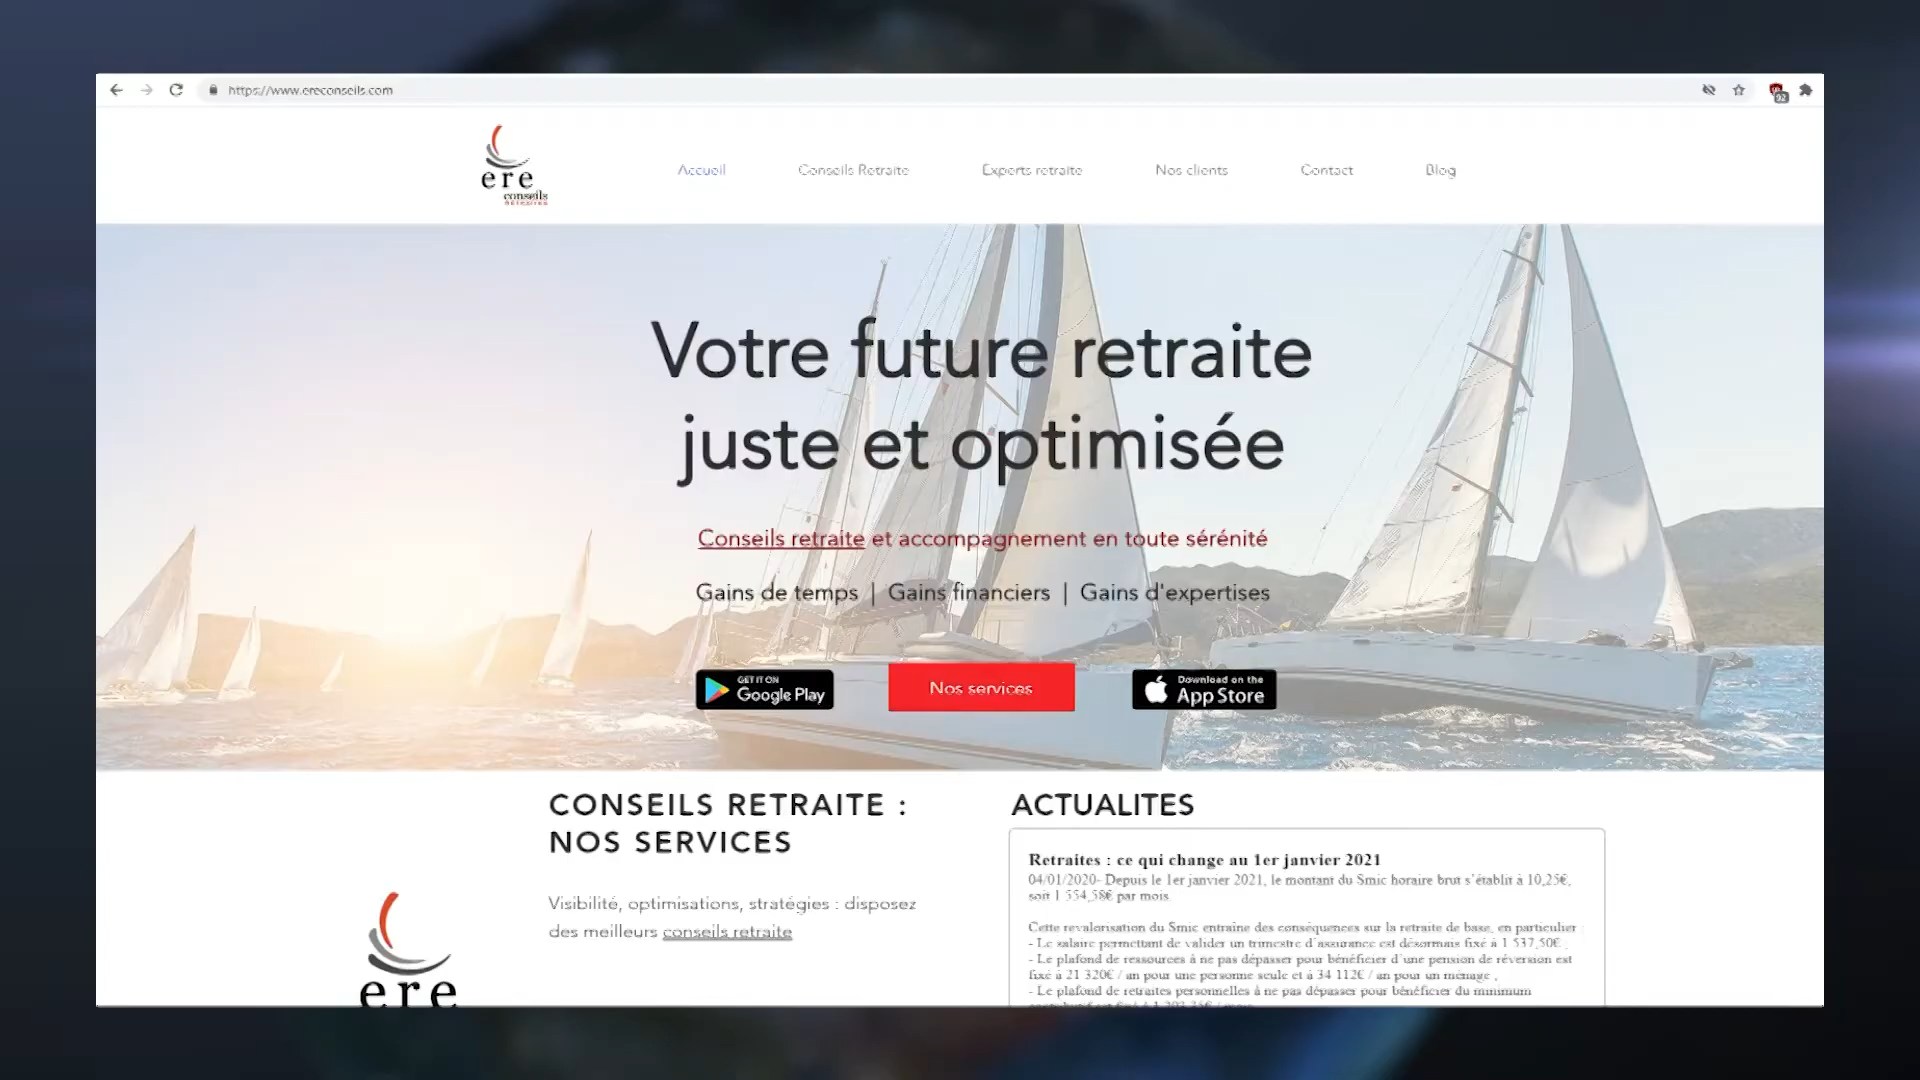 https://www.ereconseils.com
92
ere
conseils
Accueil
Conseils Retraite
Experts retraite
Nos clients
Contact
Blog
Votre future retraite
juste et optimisée
Conseils retraite et accompagnement en toute sérénité
Gains de temps | Gains financiers | Gains d'expertises
GET IT ON
Google Play
Nos services
Download on the
App Store
CONSEILS RETRAITE :
NOS SERVICES
Visibilité, optimisations, stratégies : disposez
des meilleurs conseils retraite
ere
ACTUALITES
Retraites : ce qui change au 1er janvier 2021
04/01/2020- Depuis le 1er janvier 2021, le montant du Smic horaire brut s'établit à 10,25€,
soit 1 554,58€ par mois.
Cette revalorisation du Smic entraîne des conséquences sur la retraite de base, en particulier :
- Le salaire permettant de valider un trimestre d'assurance est désormais fixé à 1 537,50€ ;
- Le plafond de ressources à ne pas dépasser pour bénéficier d'une pension de réversion est
fixé à 21 320€ / an pour une personne seule et à 34 112€ / an pour un ménage ;
- Le plafond de retraites personnelles à ne pas dépasser pour bénéficier du minimum